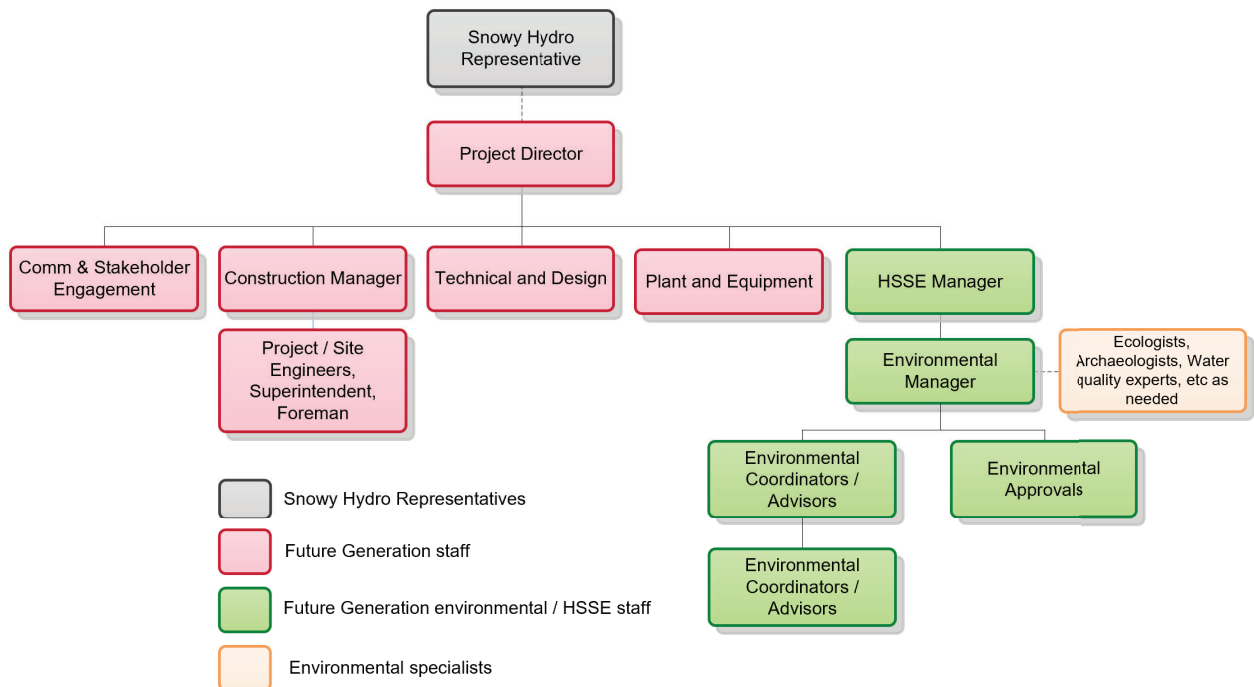 Snowy Hydro
Representative
Project Director
Comm & Stakeholder
Engagement
Construction Manager
Technical and Design
Plant and Equipment
HSSE Manager
Project / Site
Engineers,
Superintendent,
Foreman
Environmental
Manager
Ecologists,
Archaeologists, Water
quality experts, etc as
needed
Environmental
Coordinators /
Advisors
Environmental
Approvals
Environmental
Coordinators /
Advisors
Snowy Hydro Representatives
Future Generation staff
Future Generation environmental / HSSE staff
Environmental specialists